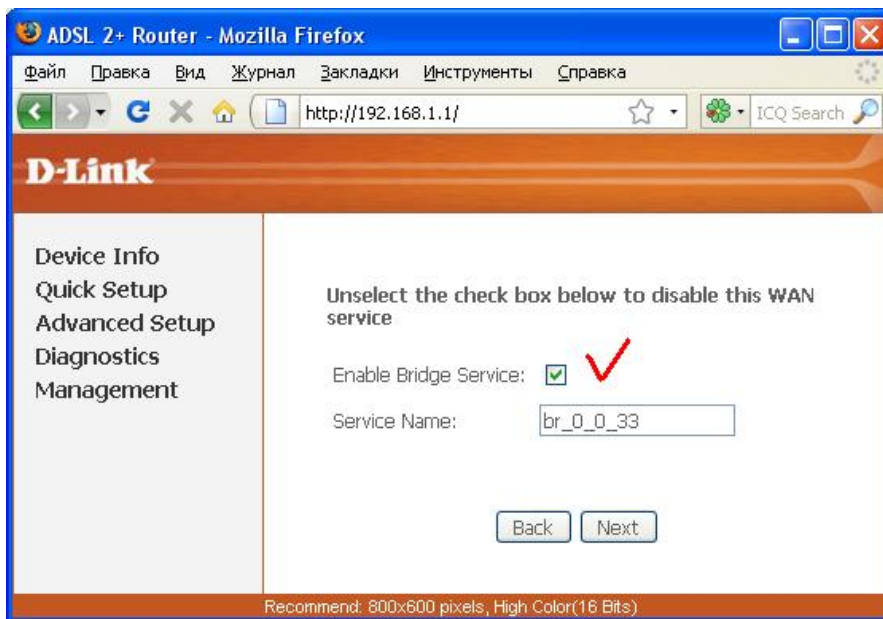 ADSL 2+ Router - Mozilla Firefox
Файл Правка Вид Журнал Закладки Инструменты Справка
http://192.168.1.1/ ICQ Search
D-Link
Device Info
Quick Setup
Advanced Setup
Diagnostics
Management
Unselect the check box below to disable this WAN
service
Enable Bridge Service:
Service Name: br_0_0_33
Back Next
Recommend: 800x600 pixels, High Color(16 Bits)